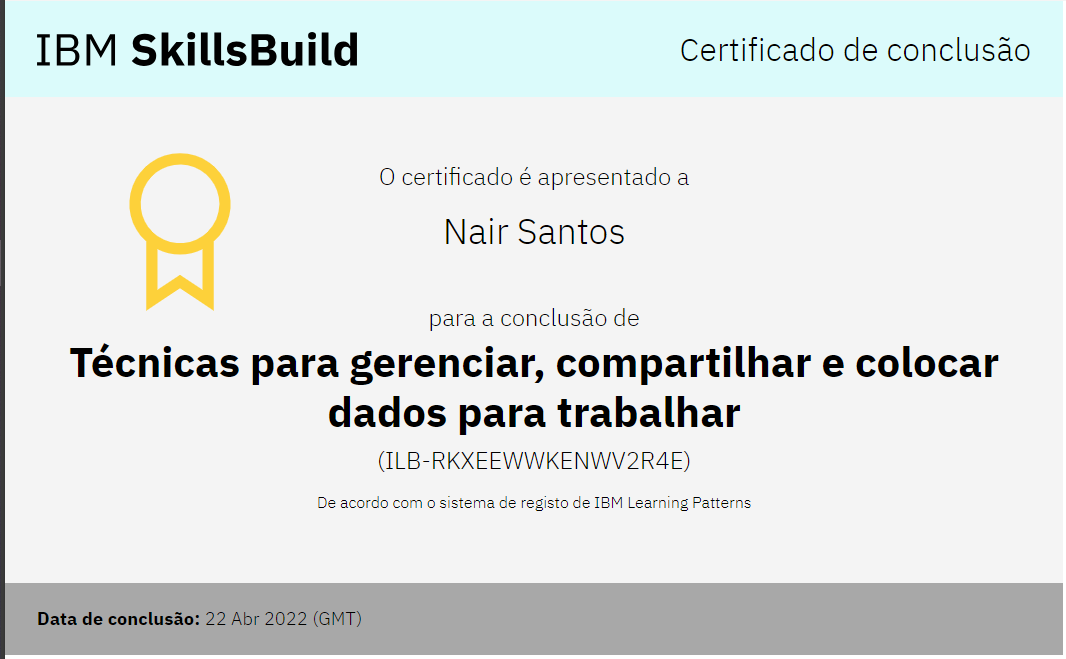 IBM SkillsBuild
Certificado de conclusão
O certificado é apresentado a
Nair Santos
para a conclusão de
Técnicas para gerenciar, compartilhar e colocar
dados para trabalhar
(ILB-RKXEEWWKENWV2R4E)
De acordo com o sistema de registo de IBM Learning Patterns
Data de conclusão: 22 Abr 2022 (GMT)